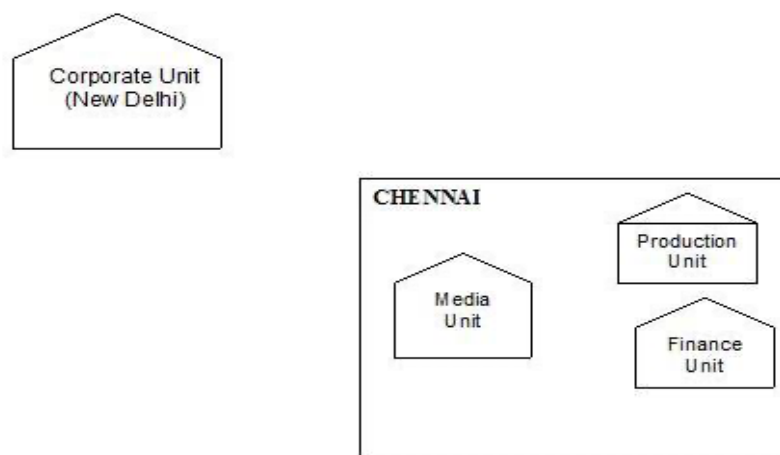 Corporate Unit
(New Delhi)
CHENNAI
Production
Unit
Media
Unit
Finance
Unit